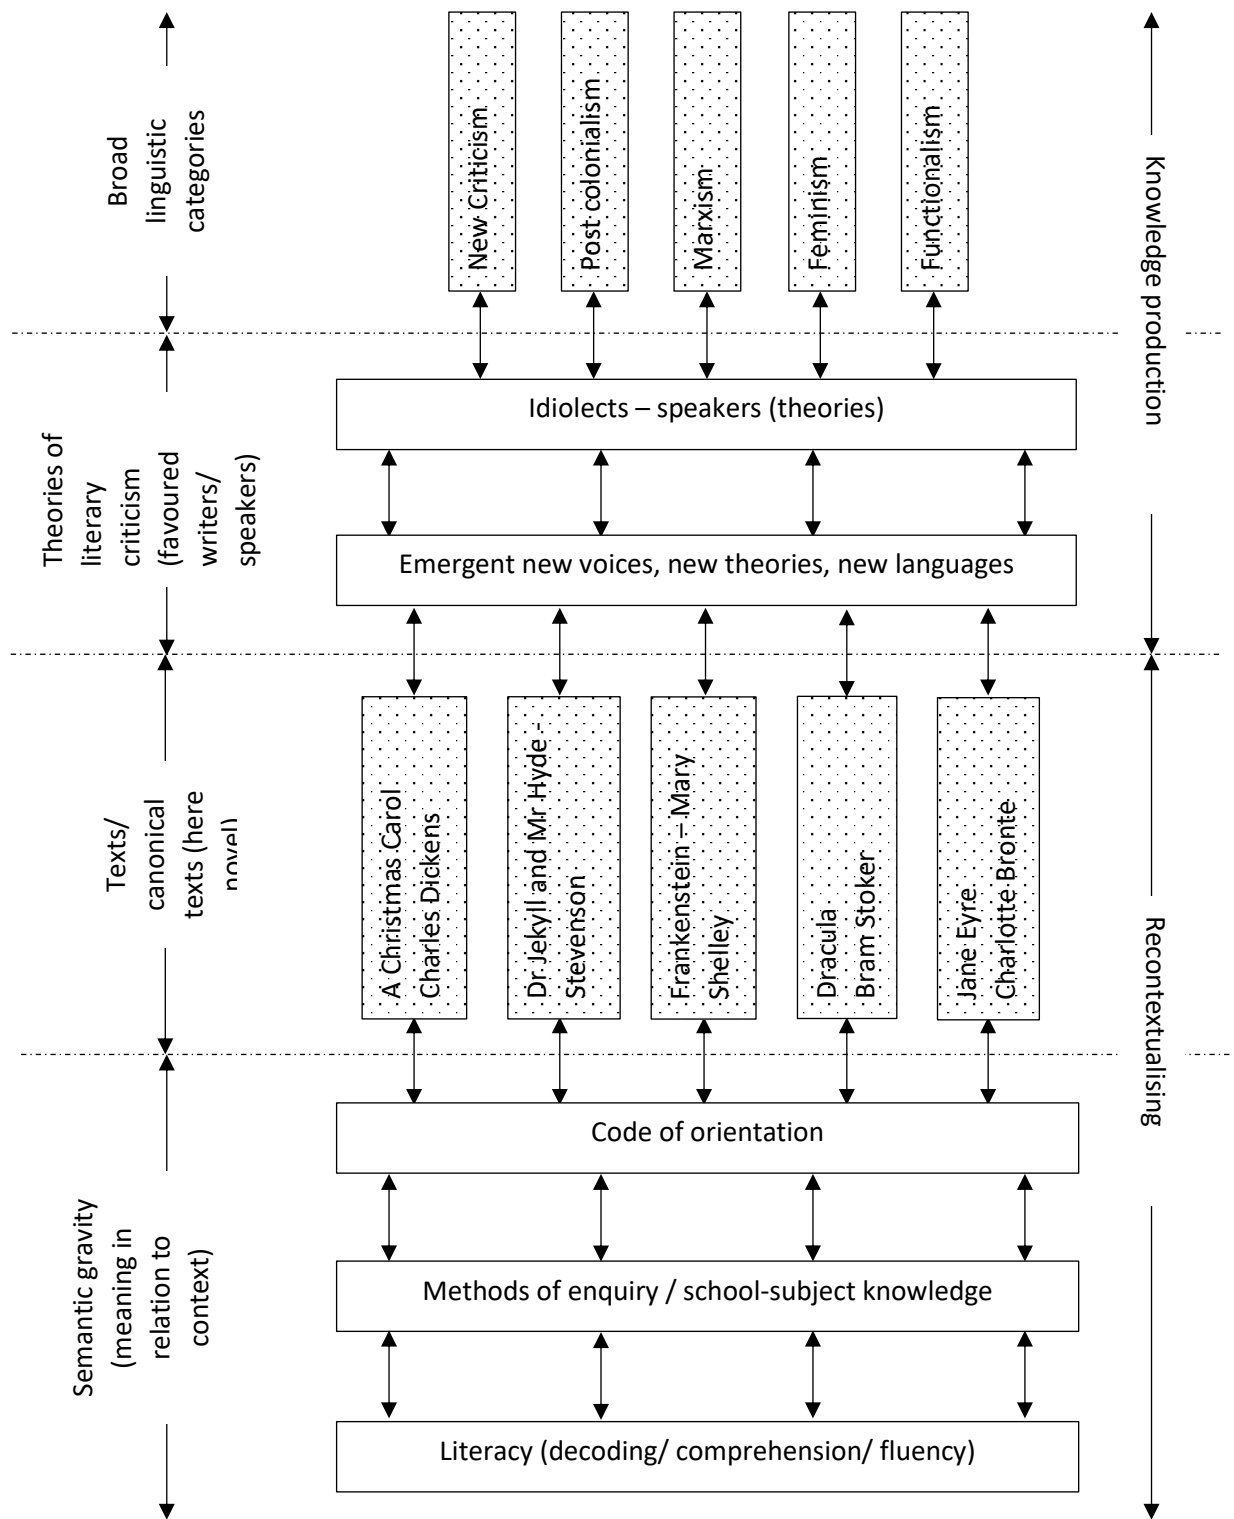 Broad
linguistic
categories
New Criticism
Post colonialism
Marxism
Feminism
Functionalism
Knowledge production
Theories of
literary
criticism
(favoured
writers/
speakers)
Idiolects – speakers (theories)
Emergent new voices, new theories, new languages
Texts/
canonical
texts (here
novel)
A Christmas Carol
Charles Dickens
Dr Jekyll and Mr Hyde -
Stevenson
Frankenstein – Mary
Shelley
Dracula
Bram Stoker
Jane Eyre
Charlotte Bronte
Recontextualising
Semantic gravity
(meaning in
relation to
context)
Code of orientation
Methods of enquiry / school-subject knowledge
Literacy (decoding/ comprehension/ fluency)